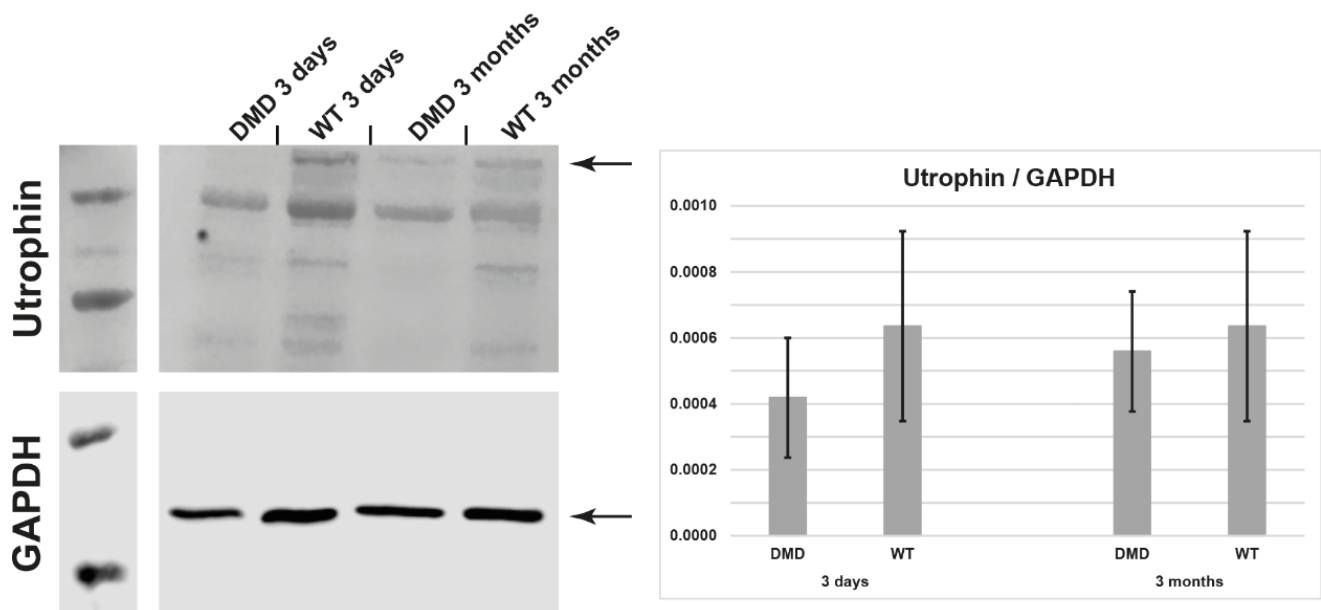 DMD 3 days
WT 3 days
DMD 3 months
WT 3 months
Utrophin
GAPDH
Utrophin / GAPDH
0.0010
0.0008
0.0006
0.0004
0.0002
0.0000
DMD WT DMD WT
3 days 3 months